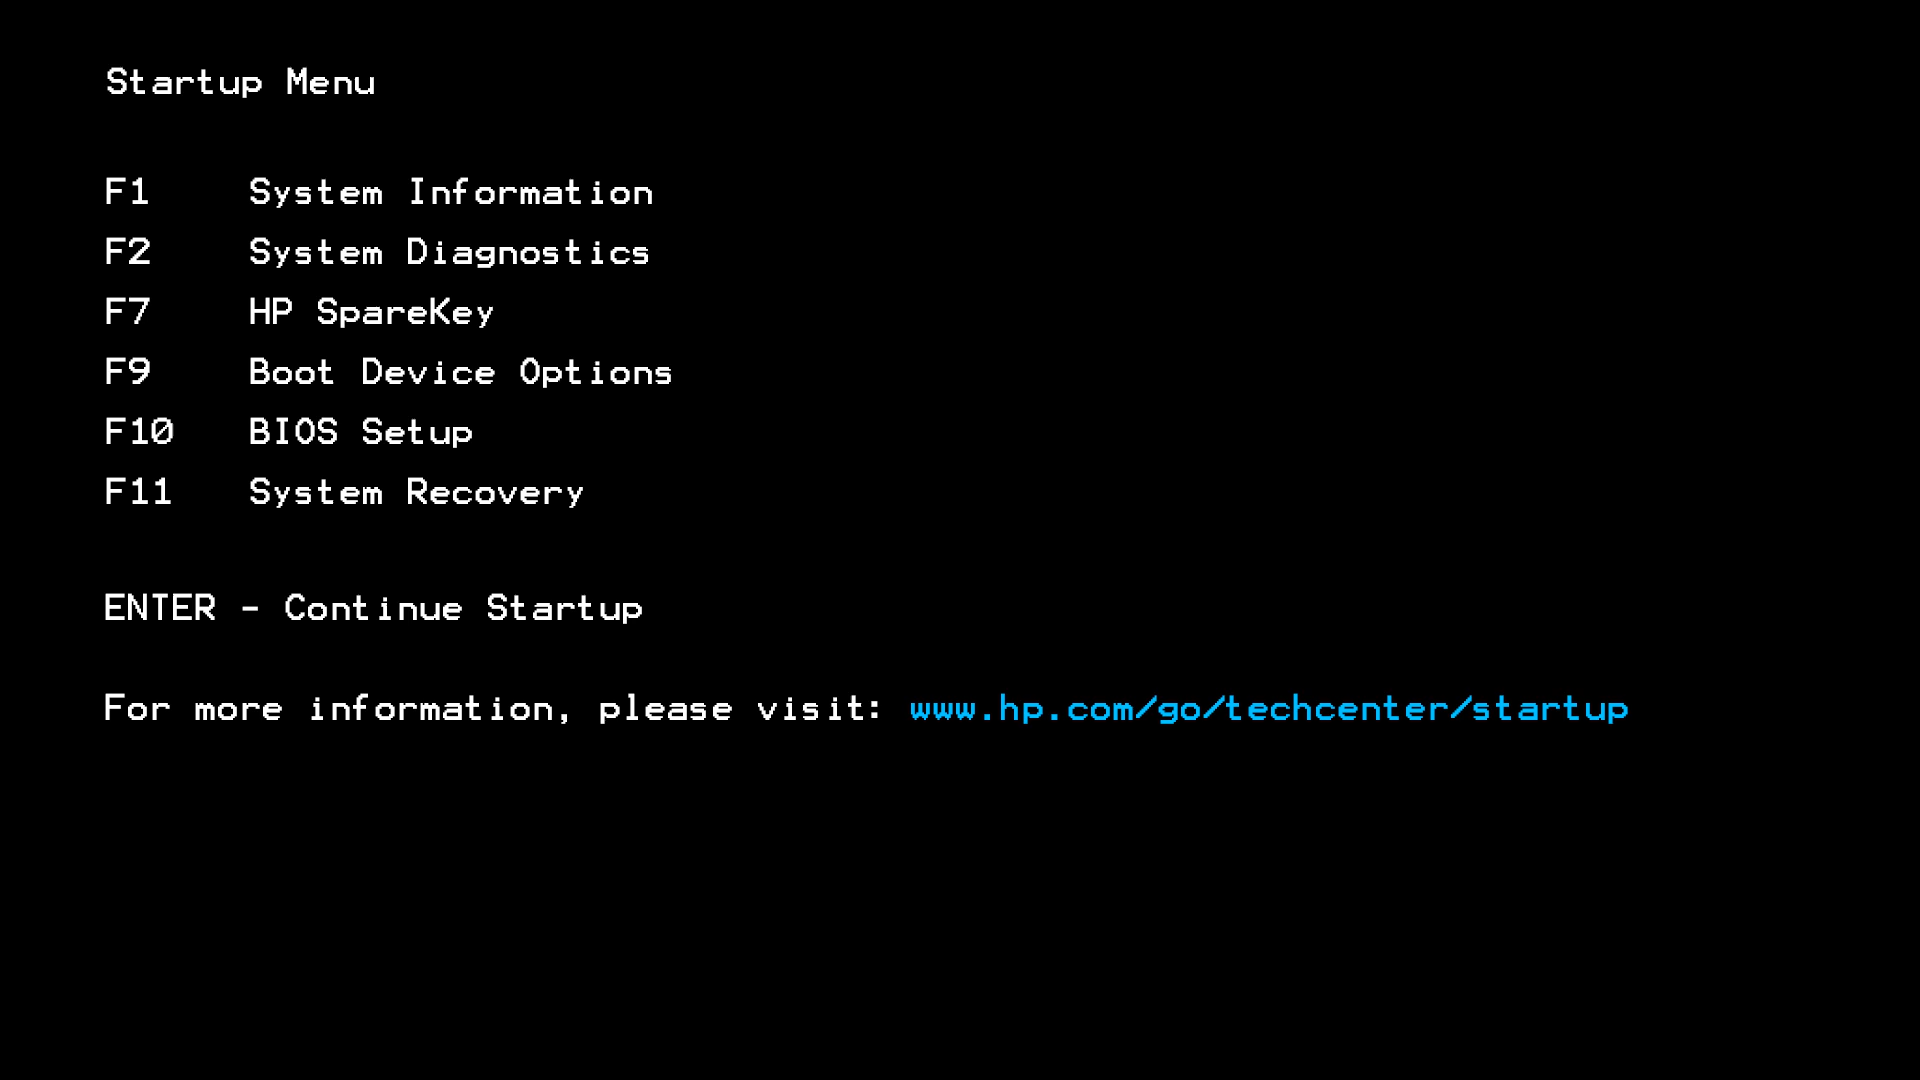 Startup Menu
F1 System Information
F2 System Diagnostics
F7 HP SpareKey
F9 Boot Device Options
F10 BIOS Setup
F11 System Recovery
ENTER - Continue Startup
For more information, please visit: www.hp.com/go/techcenter/startup